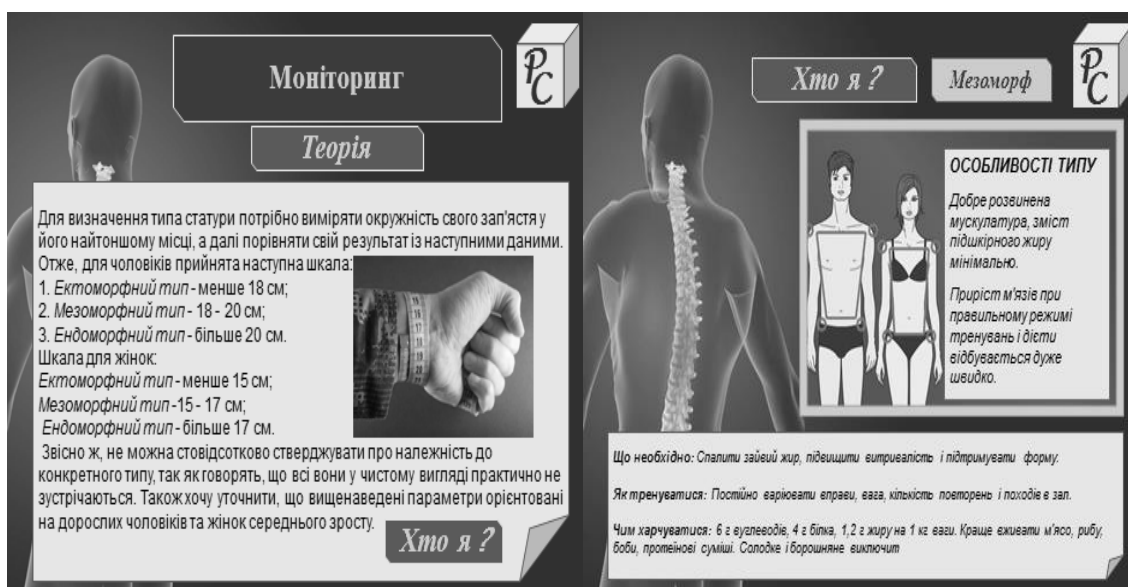 Моніторинг
РС
Теорія
Для визначення типа статури потрібно виміряти окружність свого зап'ястя у
його найтоншому місці, а далі порівняти свій результат із наступними даними.
Отже, для чоловіків прийнята наступна шкала:
1. Ектоморфний тип - менше 18 см;
2. Мезоморфний тип - 18 - 20 см;
3. Ендоморфний тип - більше 20 см.
Шкала для жінок:
Ектоморфний тип - менше 15 см;
Мезоморфний тип -15 - 17 см;
Ендоморфний тип - більше 17 см.
Звісно ж, не можна стовідсотково стверджувати про належність до
конкретного типу, так як говорять, що всі вони у чистому вигляді практично не
зустрічаються. Також хочу уточнити, що вищенаведені параметри орієнтовані
на дорослих чоловіків та жінок середнього зросту.
Хто я ?
Хто я ?
Мезоморф
РС
ОСОБЛИВОСТІ ТИПУ
Добре розвинена
мускулатура, зміст
підшкірного жиру
мінімально.
Приріст м'язів при
правильному режимі
тренувань і дієти
відбувається дуже
швидко.
Що необхідно: Спалити зайвий жир, підвищити витривалість і підтримувати форму.
Як тренуватися: Постійно варіювати вправи, вага, кількість повторень і походів в зал.
Чим харчуватися: 6 г вуглеводів, 4 г білка, 1,2 г жиру на 1 кг ваги. Краще вживати м'ясо, рибу,
боби, протеїнові суміші. Солодке і борошняне виключит